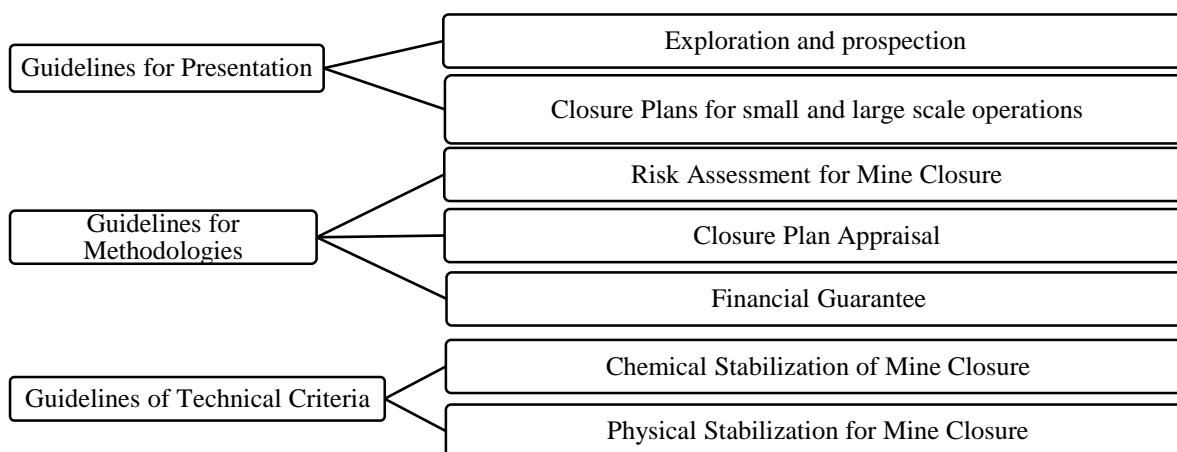 Guidelines for Presentation
Exploration and prospection
Closure Plans for small and large scale operations
Guidelines for
Methodologies
Risk Assessment for Mine Closure
Closure Plan Appraisal
Financial Guarantee
Guidelines of Technical Criteria
Chemical Stabilization of Mine Closure
Physical Stabilization for Mine Closure